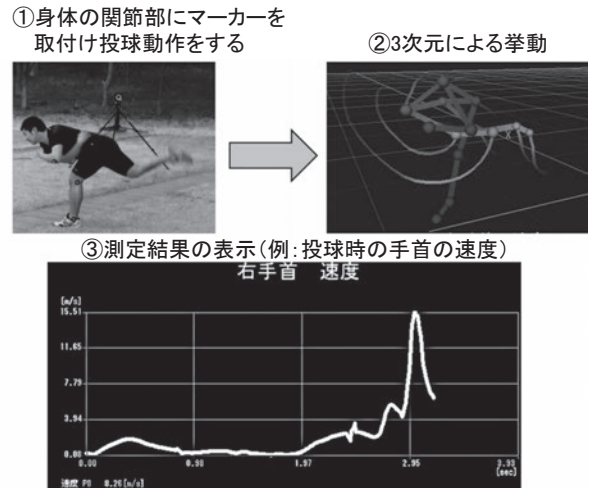 ①身体の関節部にマーカーを
取付け投球動作をする
②3次元による挙動
③測定結果の表示(例:投球時の手首の速度)
右手首 速度
[m/s]
15.51
11.65
7.79
3.94
0.08
0.00 0.98 1.97 2.95 3.93
[sec]
速度 PS 8.26[m/s]